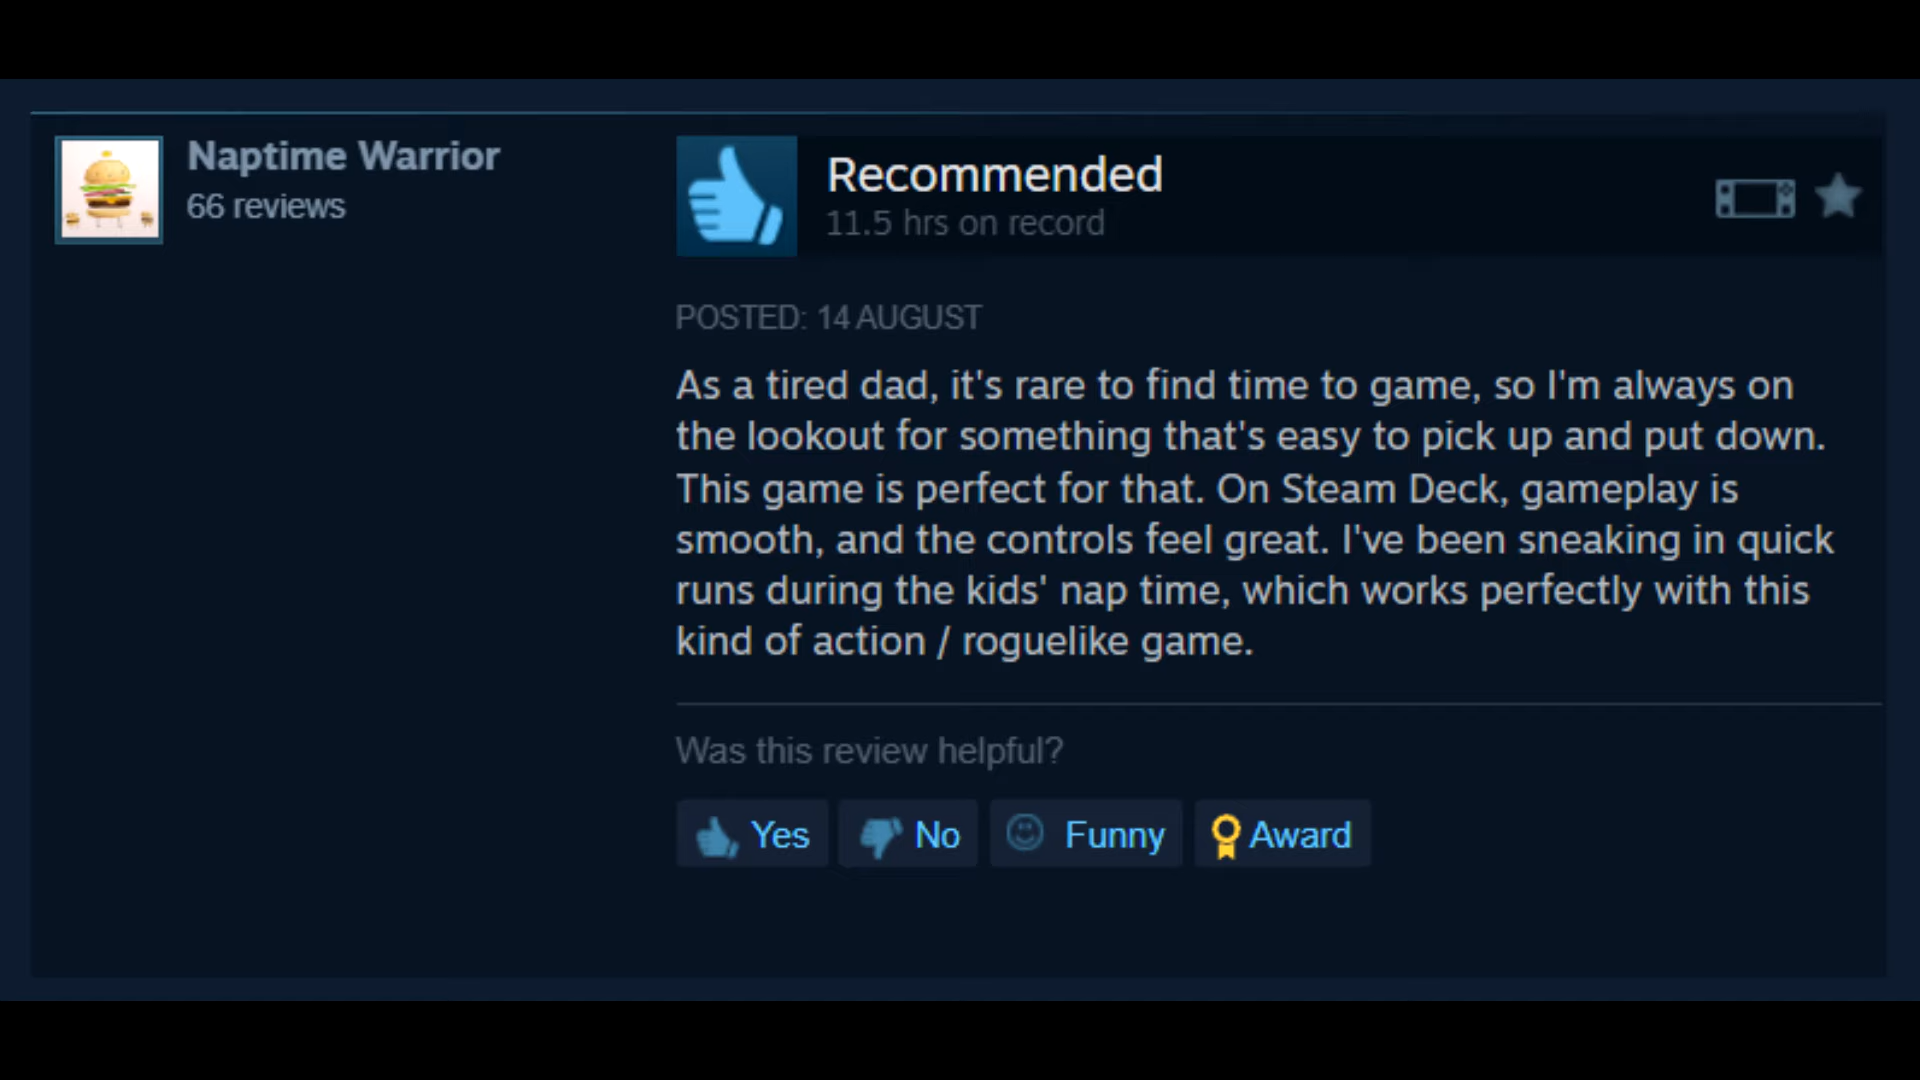 Naptime Warrior
66 reviews
Recommended
11.5 hrs on record
POSTED: 14 AUGUST
As a tired dad, it's rare to find time to game, so I'm always on
the lookout for something that's easy to pick up and put down.
This game is perfect for that. On Steam Deck, gameplay is
smooth, and the controls feel great. I've been sneaking in quick
runs during the kids' nap time, which works perfectly with this
kind of action / roguelike game.
Was this review helpful?
Yes No Funny Award